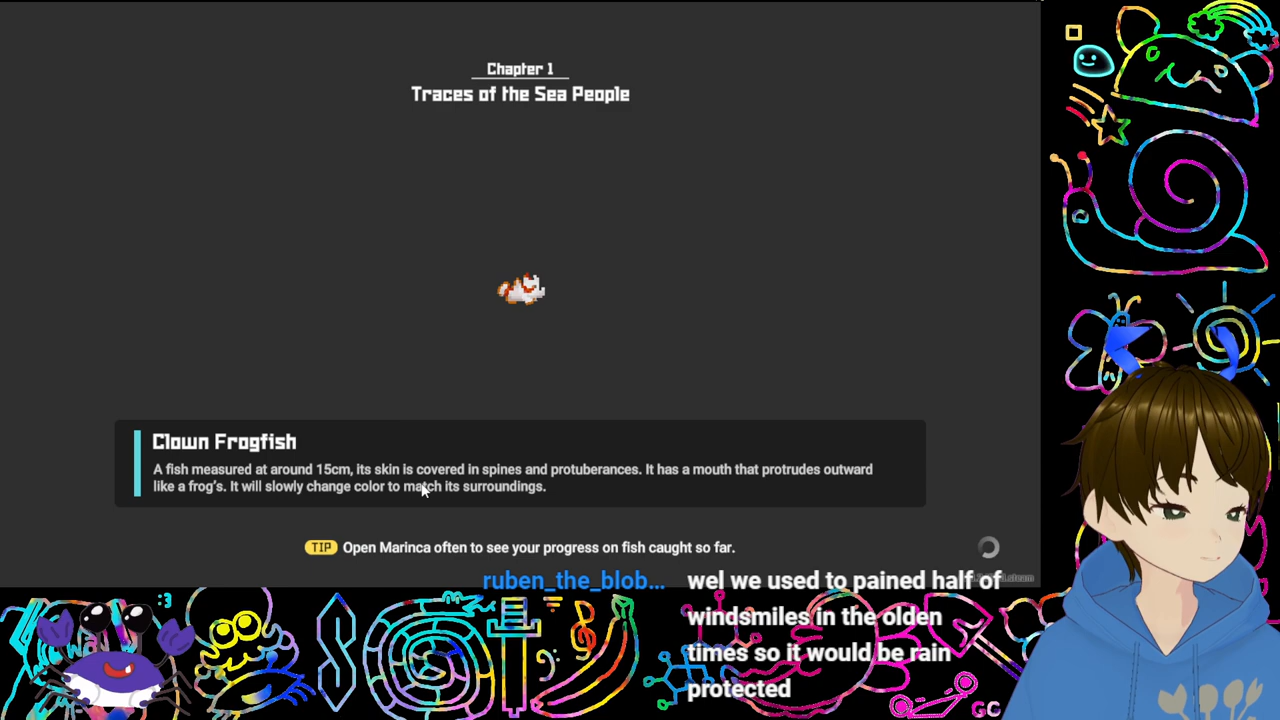 Chapter 1
Traces of the Sea People
Clown Frogfish
A fish measured at around 15cm, its skin is covered in spines and protuberances. It has a mouth that protrudes outward
like a frog's. It will slowly change color to match its surroundings.
TIP Open Marinca often to see your progress on fish caught so far.
ruben_the_blob... wel we used to pained half of
windsmiles in the olden
times so it would be rain
protected
:3
GO